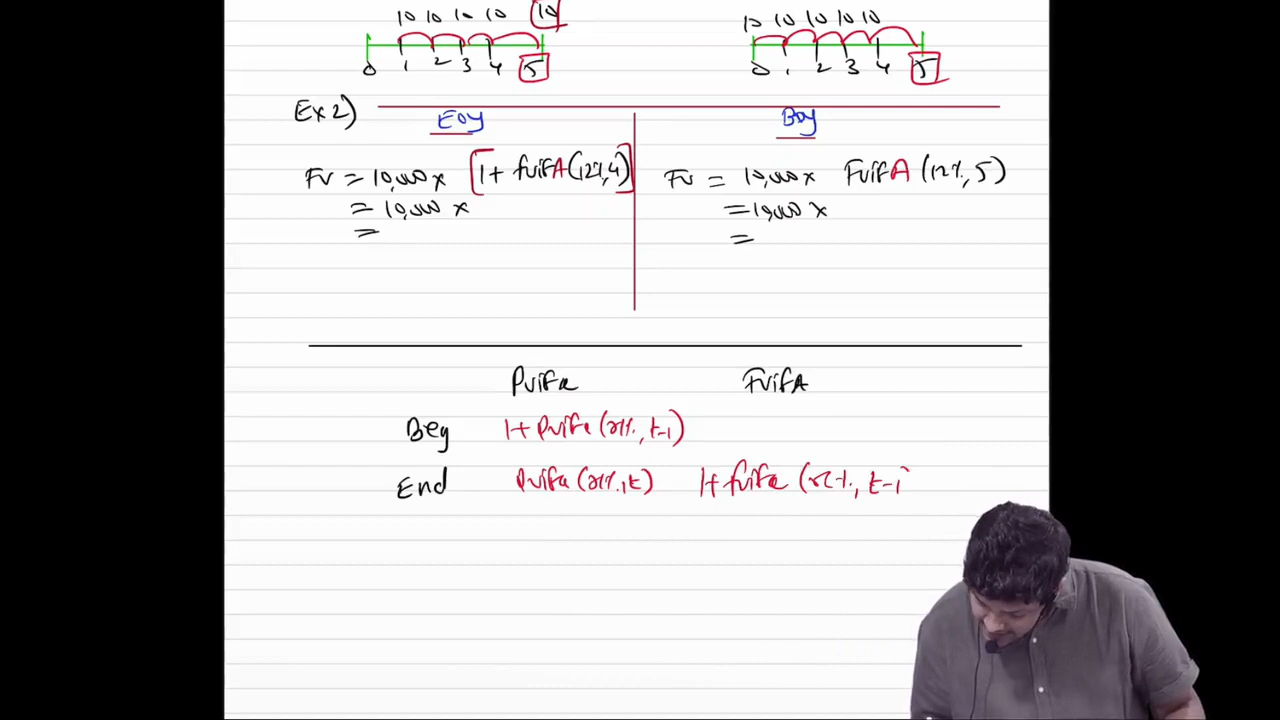 10 10 10 10 10
0 1 2 3 4 5
10 10 10 10 10
0 1 2 3 4 5
Ex 2)
EOY
BOY
FV = 10,000 x [1 + fvifA (12%, 4)]
= 10,000 x
=
FV = 10,000 x FvifA (12%, 5)
= 10,000 x
=
Pvifa FvifA
Beg 1+ Pvifa (r%, t-1)
End Pvifa (r%, t) 1+ fvifa (r%, t-1